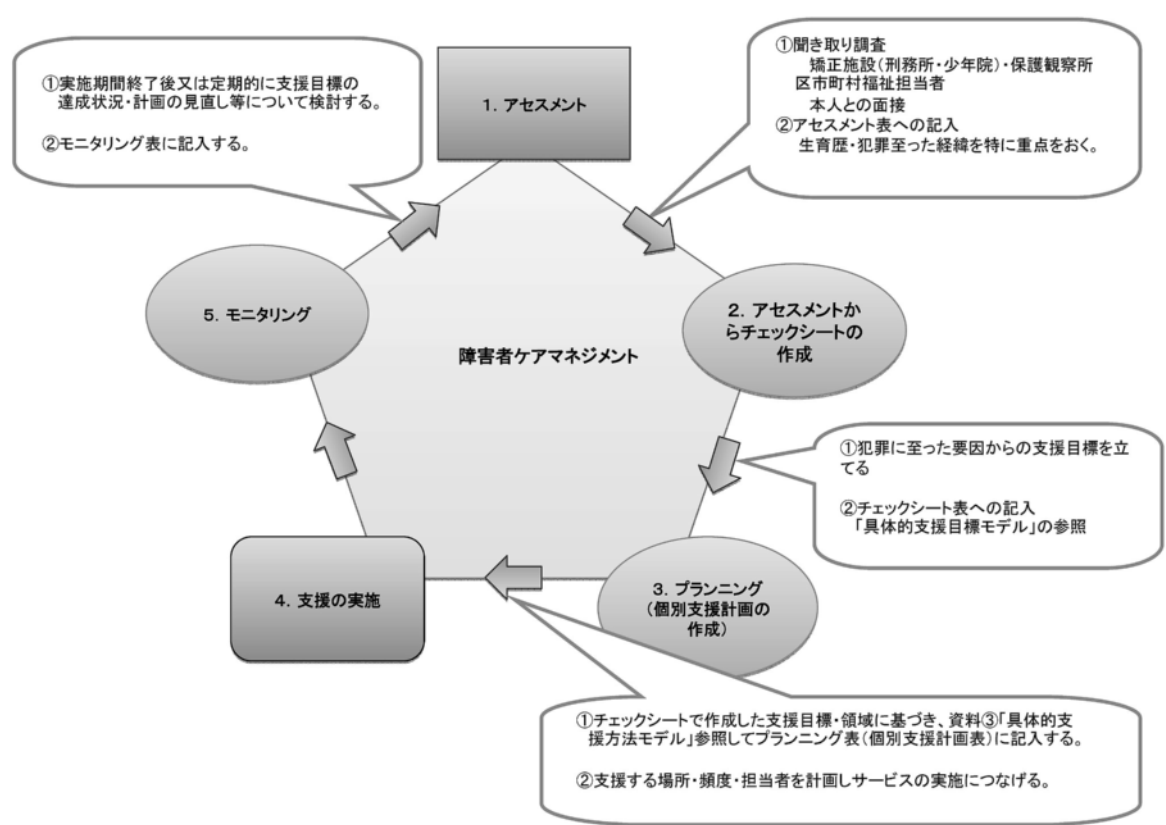 1. アセスメント
①聞き取り調査
矯正施設(刑務所・少年院)・保護観察所
区市町村福祉担当者
本人との面接
②アセスメント表への記入
生育歴・犯罪至った経緯を特に重点をおく。
①実施期間終了後又は定期的に支援目標の
達成状況・計画の見直し等について検討する。
②モニタリング表に記入する。
5. モニタリング
障害者ケアマネジメント
2. アセスメントか
らチェックシートの
作成
①犯罪に至った要因からの支援目標を立
てる
②チェックシート表への記入
「具体的支援目標モデル」の参照
4. 支援の実施
3. プランニング
(個別支援計画の
作成)
①チェックシートで作成した支援目標・領域に基づき、資料③「具体的支
援方法モデル」参照してプランニング表(個別支援計画表)に記入する。
②支援する場所・頻度・担当者を計画しサービスの実施につなげる。